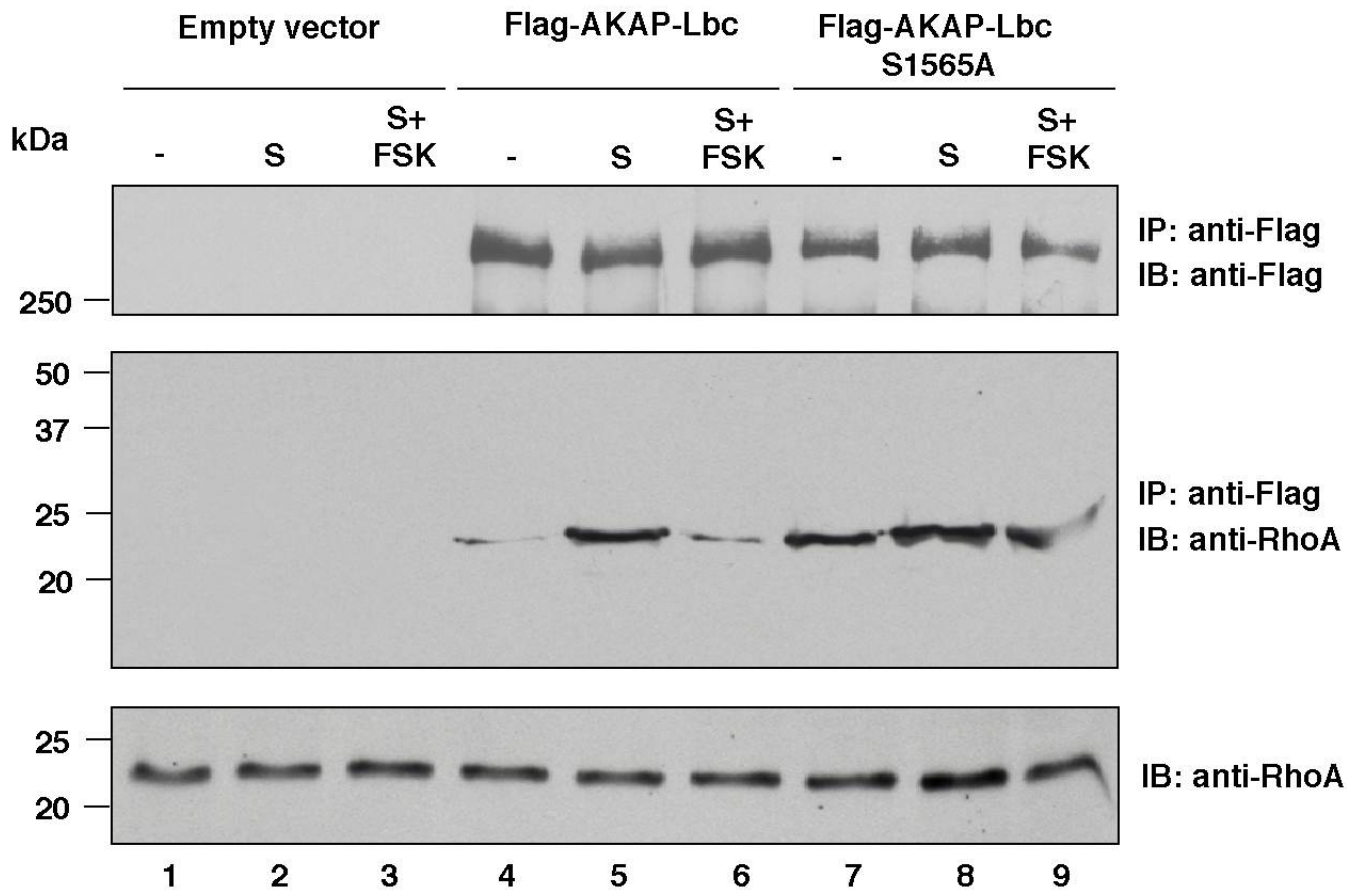 Empty vector Flag-AKAP-Lbc Flag-AKAP-Lbc
S1565A
S+ S+ S+
kDa - S FSK - S FSK - S FSK
IP: anti-Flag
IB: anti-Flag
250
50
37
25
20
IP: anti-Flag
IB: anti-RhoA
25
20
IB: anti-RhoA
1 2 3 4 5 6 7 8 9